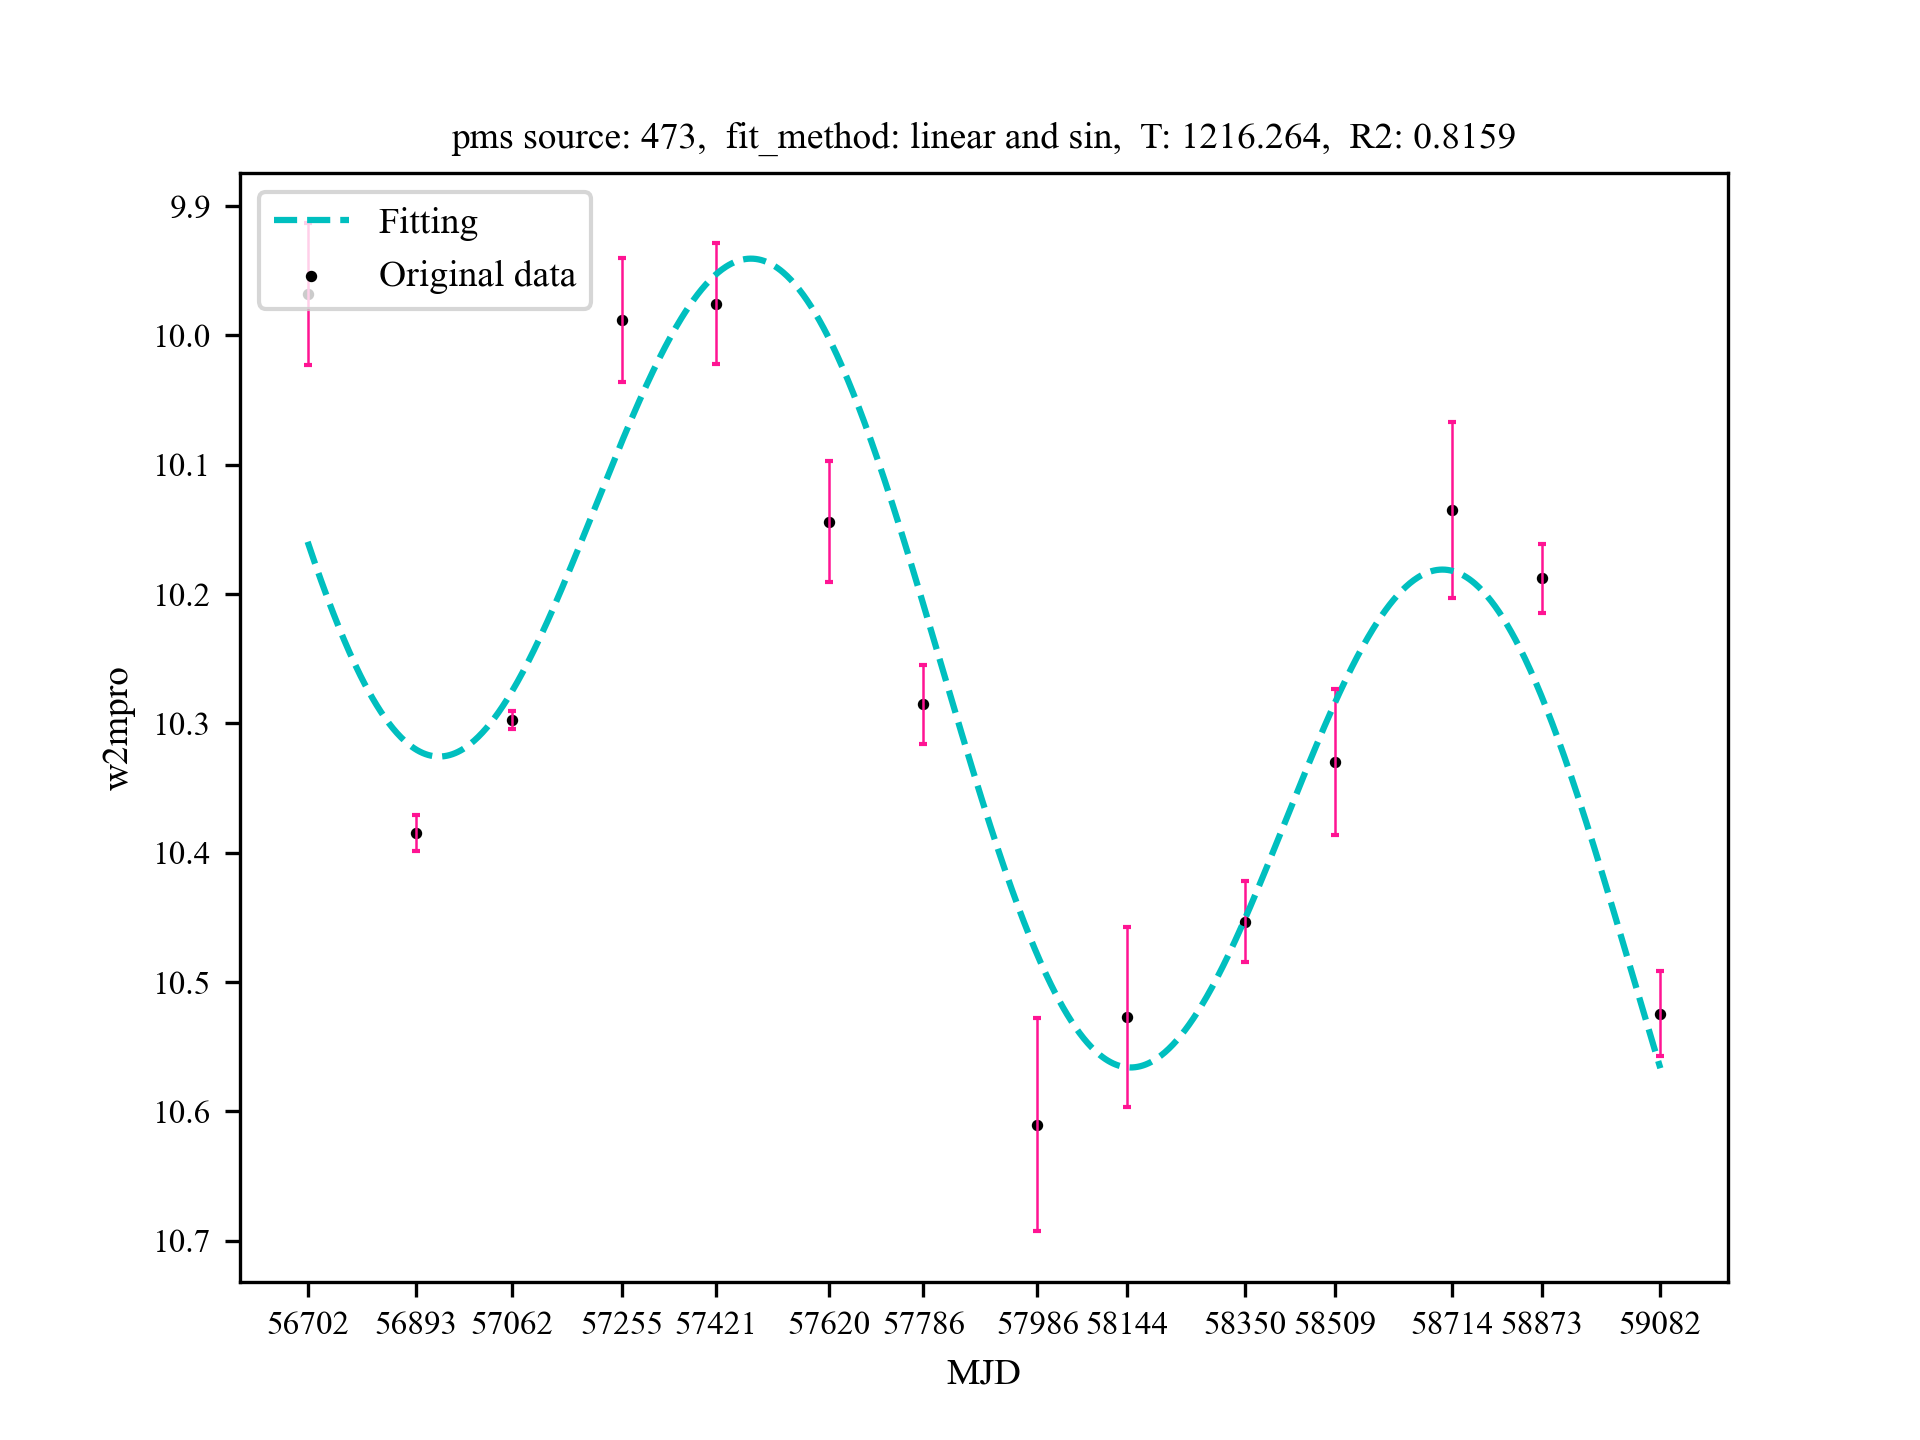 pms source: 473,  fit_method: linear and sin,  T: 1216.264,  R2: 0.8159
Fitting
Original data
9.9
10.0
10.1
10.2
10.3
10.4
10.5
10.6
10.7
w2mpro
56702 56893 57062 57255 57421 57620 57786 57986 58144 58350 58509 58714 58873 59082
MJD